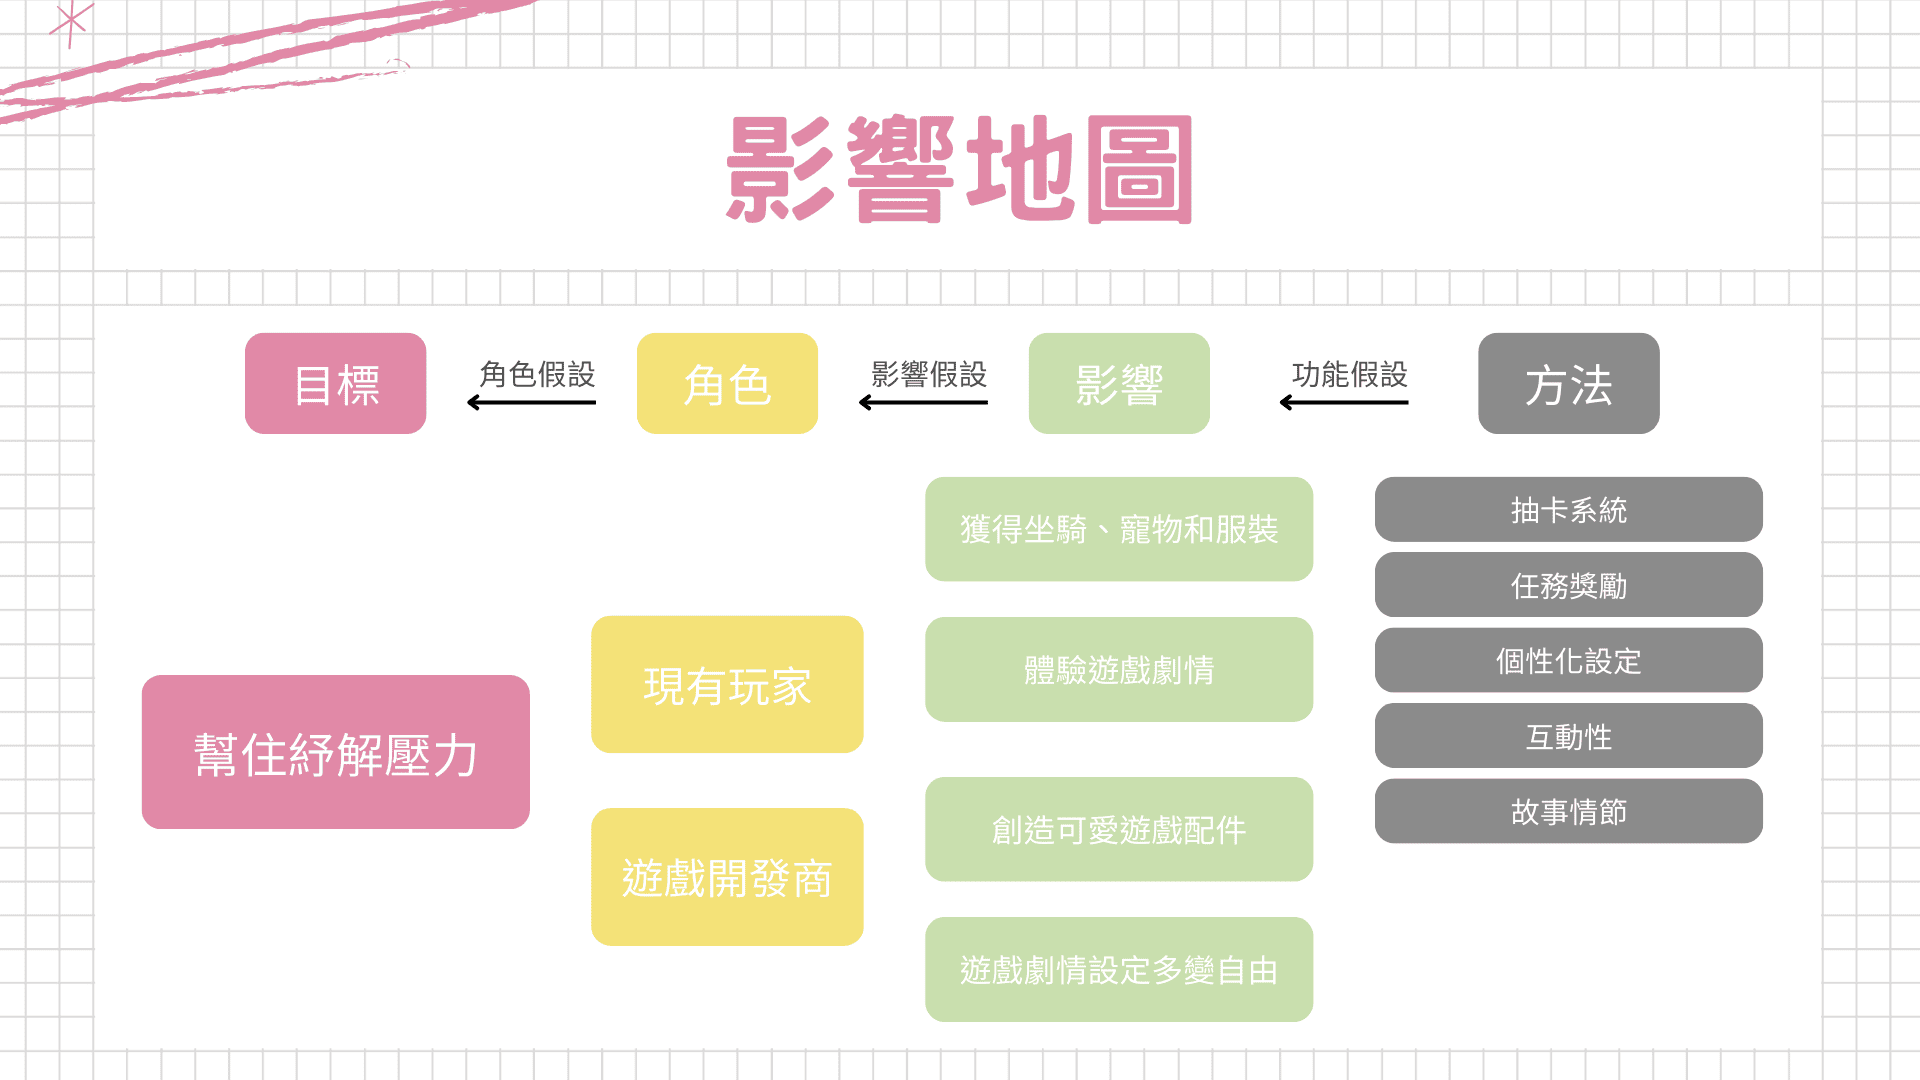 影響地圖
目標
角色假設
角色
影響假設
影響
功能假設
方法
幫住紓解壓力
現有玩家
遊戲開發商
獲得坐騎、寵物和服裝
體驗遊戲劇情
創造可愛遊戲配件
遊戲劇情設定多變自由
抽卡系統
任務獎勵
個性化設定
互動性
故事情節